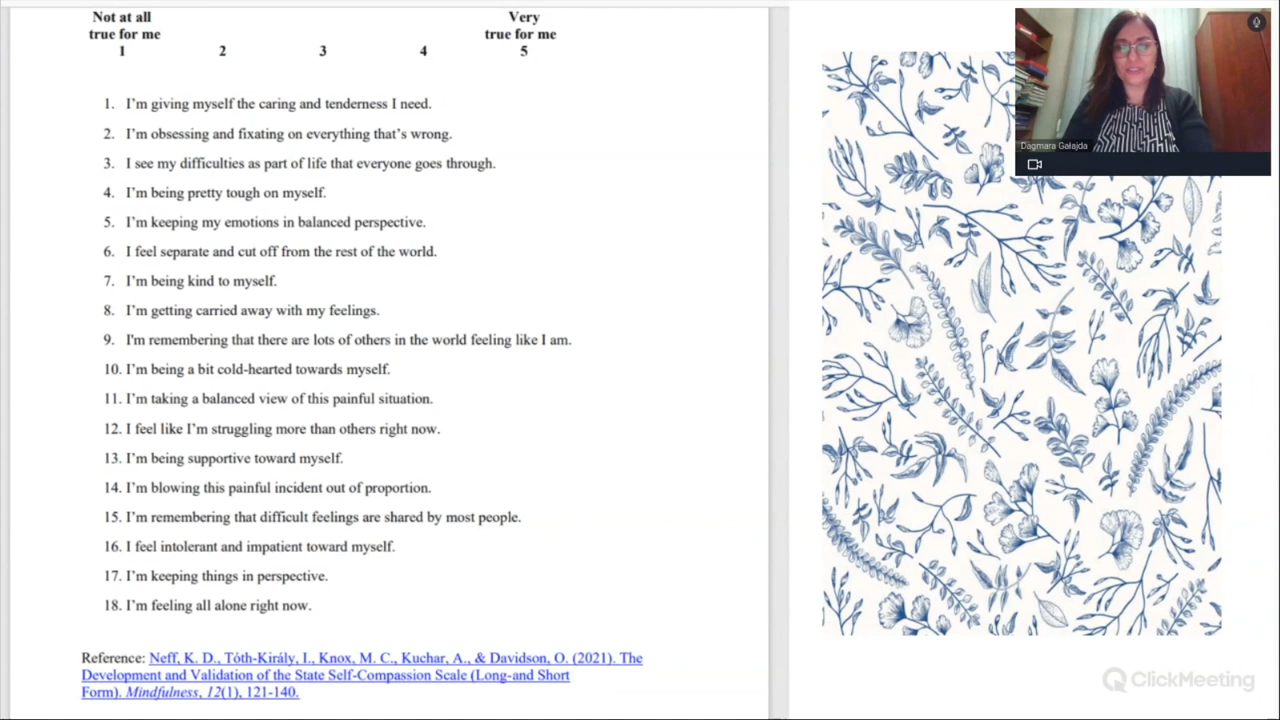 Not at all
true for me
1 2 3 4 5
Very
true for me
1. I'm giving myself the caring and tenderness I need.
2. I'm obsessing and fixating on everything that's wrong.
3. I see my difficulties as part of life that everyone goes through.
4. I'm being pretty tough on myself.
5. I'm keeping my emotions in balanced perspective.
6. I feel separate and cut off from the rest of the world.
7. I'm being kind to myself.
8. I'm getting carried away with my feelings.
9. I'm remembering that there are lots of others in the world feeling like I am.
10. I'm being a bit cold-hearted towards myself.
11. I'm taking a balanced view of this painful situation.
12. I feel like I'm struggling more than others right now.
13. I'm being supportive toward myself.
14. I'm blowing this painful incident out of proportion.
15. I'm remembering that difficult feelings are shared by most people.
16. I feel intolerant and impatient toward myself.
17. I'm keeping things in perspective.
18. I'm feeling all alone right now.
Reference: Neff, K. D., Tóth-Király, I., Knox, M. C., Kuchar, A., & Davidson, O. (2021). The
Development and Validation of the State Self-Compassion Scale (Long-and Short
Form). Mindfulness, 12(1), 121-140.
Dagmara Gałajda
ClickMeeting